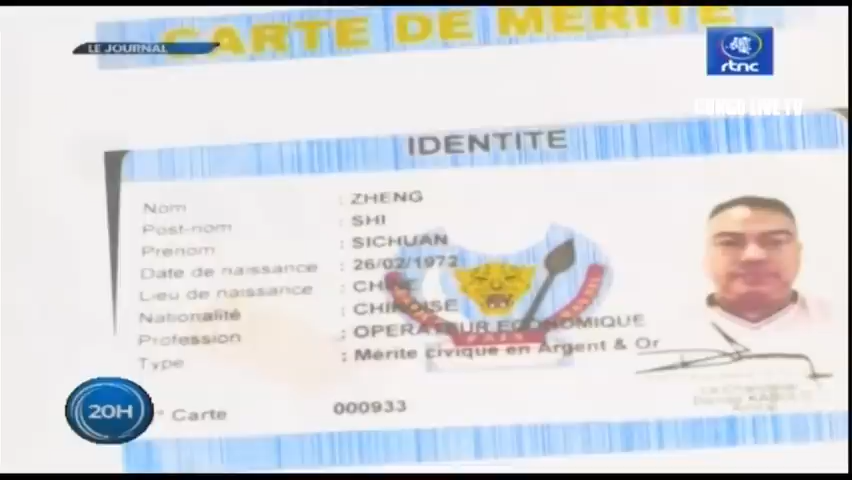 CARTE DE MERITE
LE JOURNAL
rtnc
CONGO LIVE TV
IDENTITE
Nom : ZHENG
Post-nom : SHI
Prenom : SICHUAN
Date de naissance : 26/02/1972
Lieu de naissance : CHINE
Nationalité : CHINOISE
Profession : OPERATEUR ECONOMIQUE
Type : Mérite civique en Argent & Or
20H
° Carte 000933